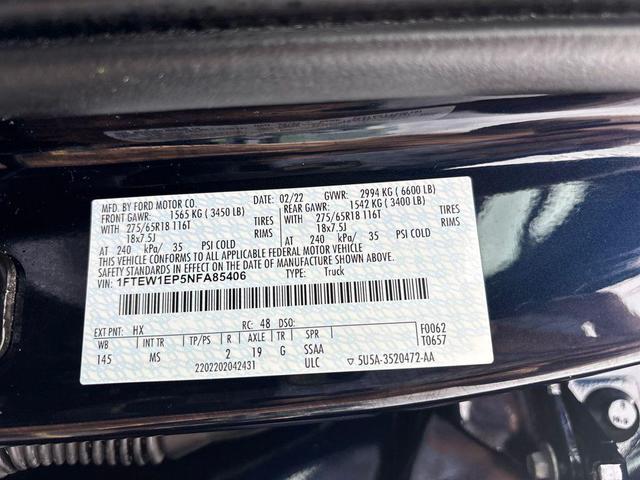 MFD. BY FORD MOTOR CO. DATE: 02/22 GVWR: 2994 KG ( 6600 LB)
FRONT GAWR: 1565 KG ( 3450 LB) REAR GAWR: 1542 KG ( 3400 LB)
WITH 275/65R18 116T TIRES WITH 275/65R18 116T TIRES
18x7.5J RIMS 18x7.5J RIMS
AT 240 kPa/ 35 PSI COLD AT 240 kPa/ 35 PSI COLD
THIS VEHICLE CONFORMS TO ALL APPLICABLE FEDERAL MOTOR VEHICLE
SAFETY AND THEFT PREVENTION STANDARDS IN EFFECT ON THE DATE OF MANUFACTURE SHOWN ABOVE.
VIN: 1FTEW1EP5NFA85406 TYPE: Truck
EXT PNT: HX RC: 48 DSO: F0062
WB INT TR TP/PS R AXLE TR SPR T0657
145 MS 2 19 G SSAA
2202202042431 ULC 5U5A-3520472-AA